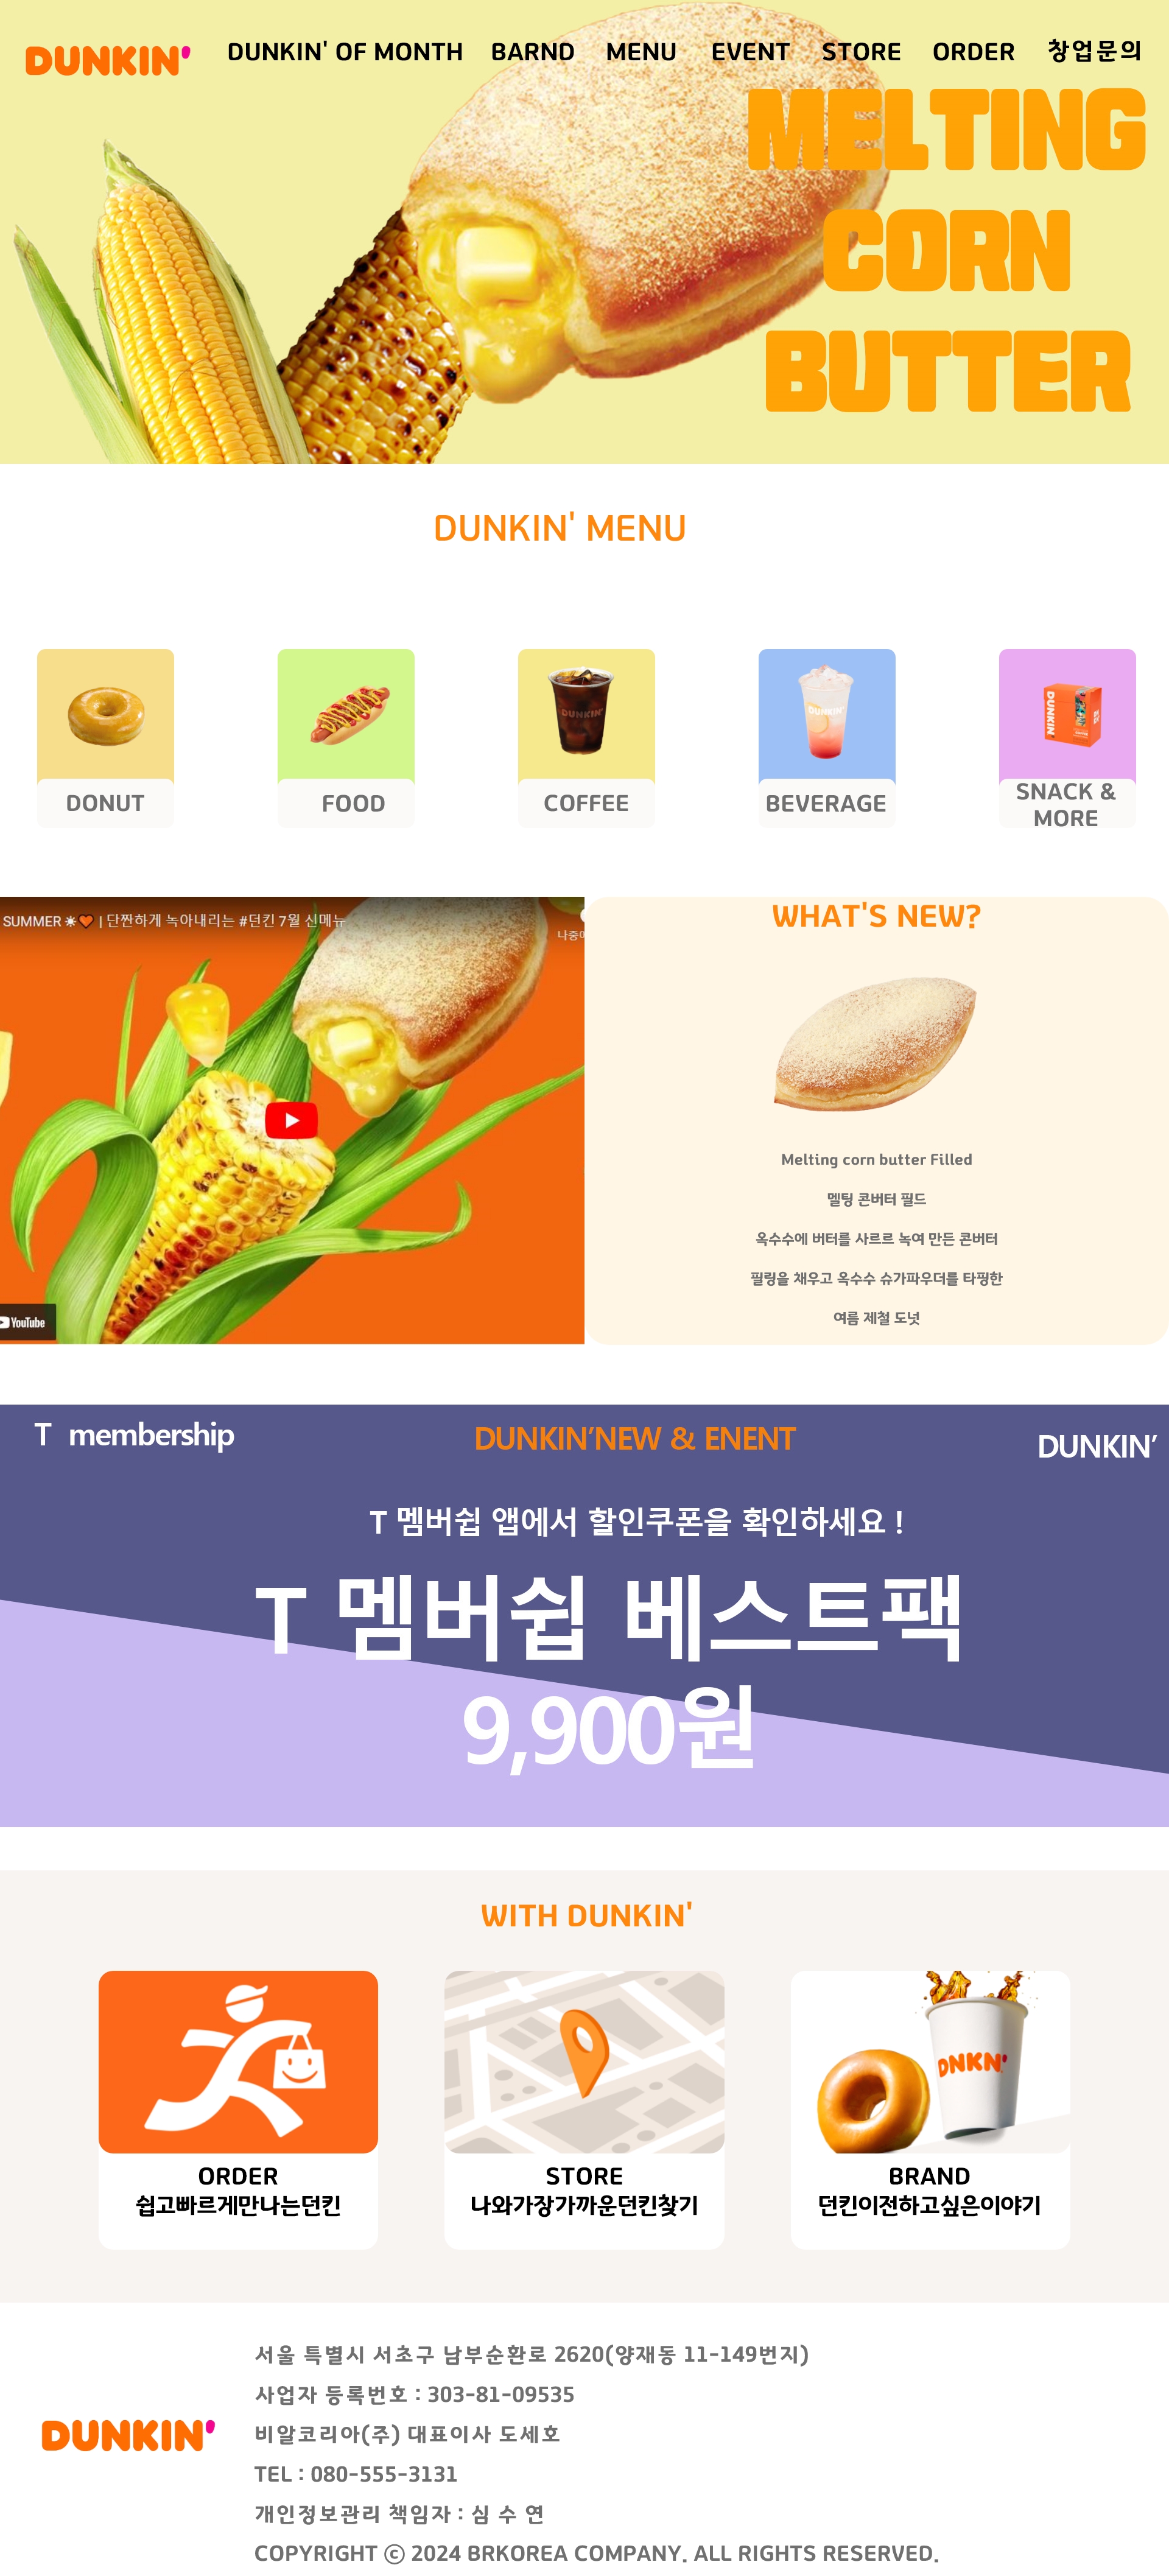 DUNKIN'
DUNKIN' OF MONTH BARND MENU EVENT STORE ORDER 창업문의
MELTING
CORN
BUTTER
DUNKIN' MENU
DUNKIN'
DUNKIN'
DUNKIN'
DONUT
FOOD
COFFEE
BEVERAGE
SNACK &
MORE
SUMMER ☀🧡 | 단짠하게 녹아내리는 #던킨 7월 신메뉴
YouTube
WHAT'S NEW?
Melting corn butter Filled
멜팅 콘버터 필드
옥수수에 버터를 사르르 녹여 만든 콘버터
필링을 채우고 옥수수 슈가파우더를 타핑한
여름 제철 도넛
T membership
DUNKIN’NEW & ENENT
DUNKIN’
T 멤버쉽 앱에서 할인쿠폰을 확인하세요 !
T 멤버쉽 베스트팩
9,900원
WITH DUNKIN'
DNKN'
ORDER
쉽고빠르게만나는던킨
STORE
나와가장가까운던킨찾기
BRAND
던킨이전하고싶은이야기
DUNKIN'
서울 특별시 서초구 남부순환로 2620(양재동 11-149번지)
사업자 등록번호 : 303-81-09535
비알코리아(주) 대표이사 도세호
TEL : 080-555-3131
개인정보관리 책임자 : 심 수 연
COPYRIGHT ⓒ 2024 BRKOREA COMPANY. ALL RIGHTS RESERVED.